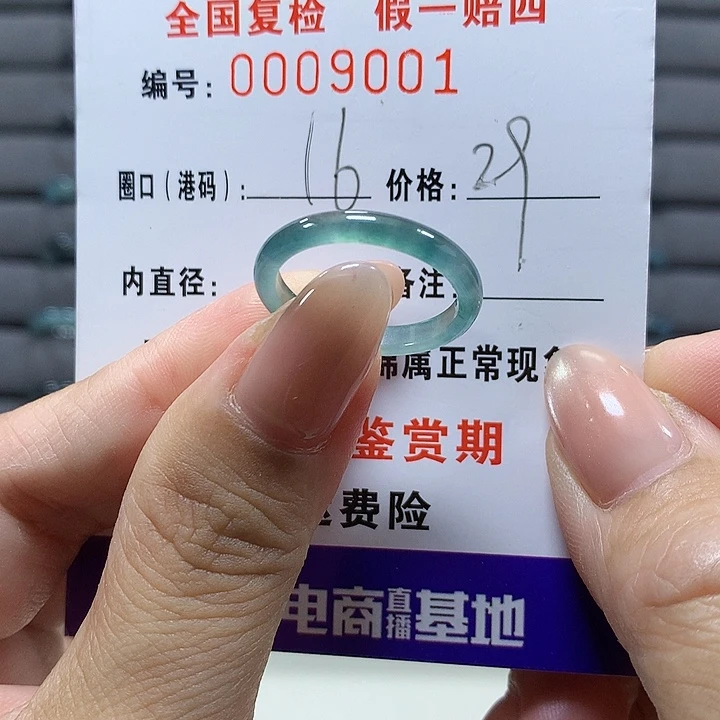 全国复检 假一赔四
编号：0009001
圈口（港码）：16 价格：29
内直径： 备注：
属正常现
鉴赏期
费险
电商直播基地